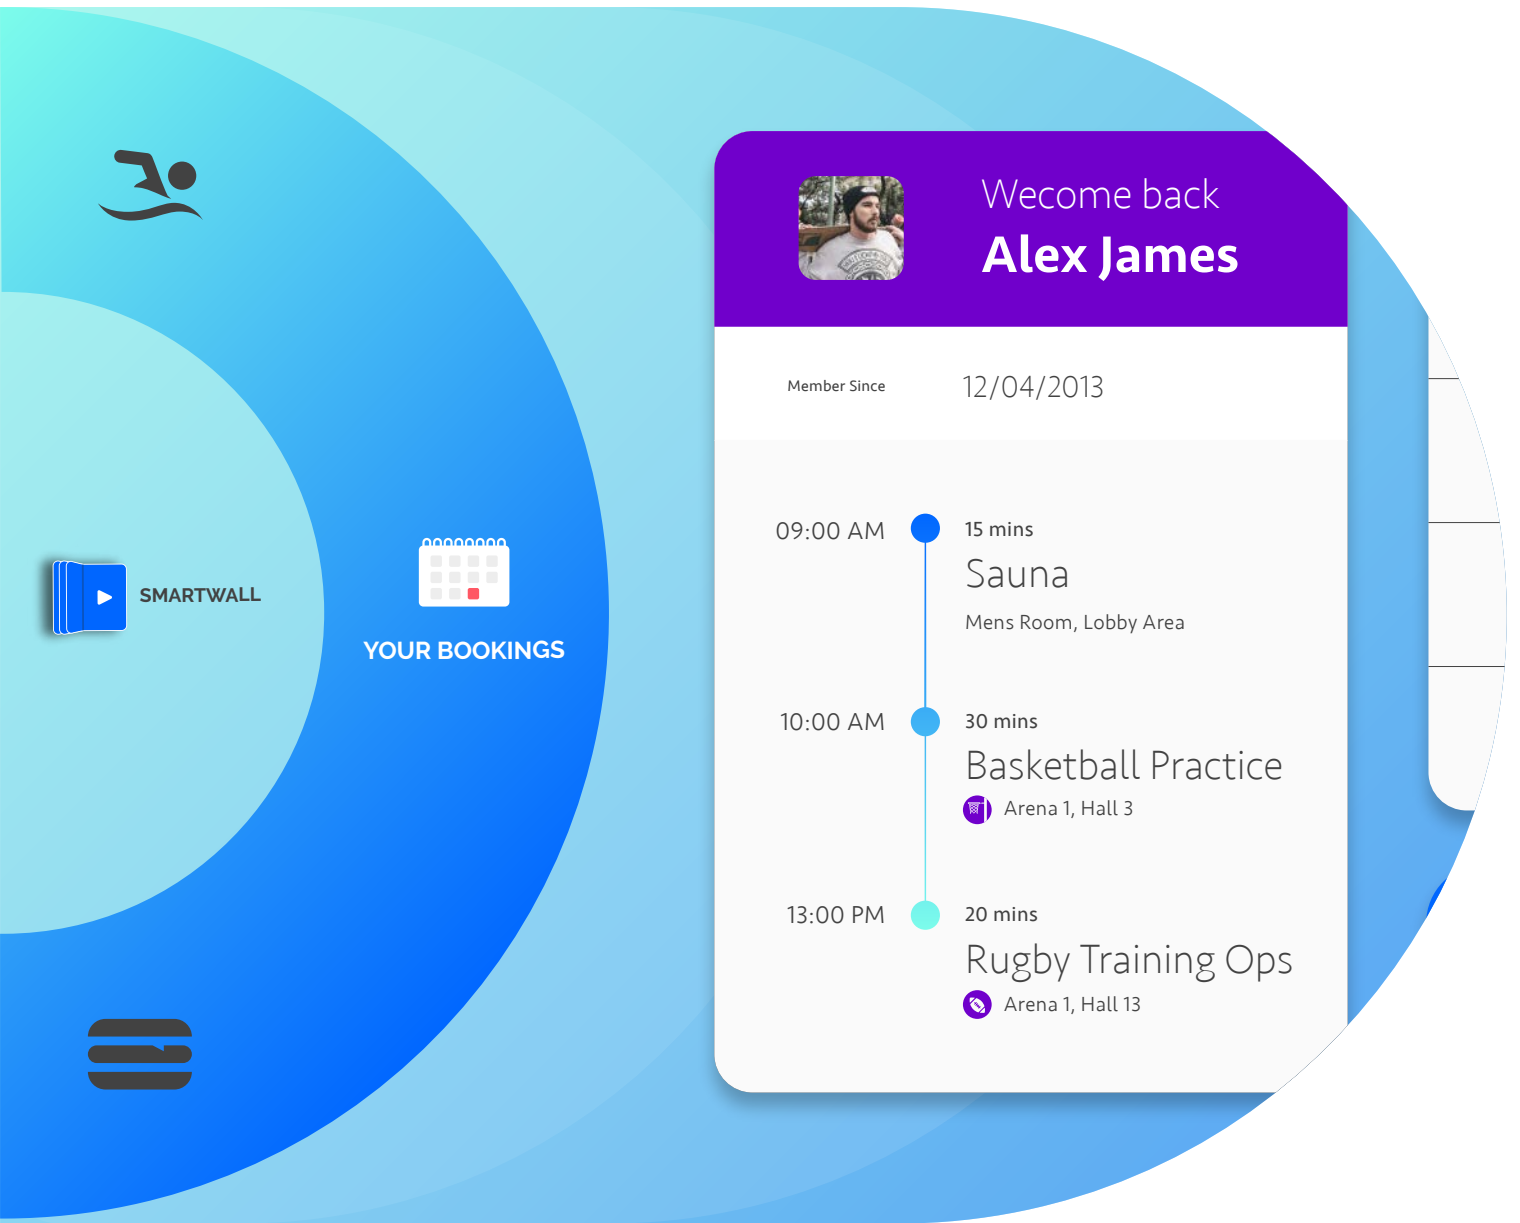 SMARTWALL
YOUR BOOKINGS
Wecome back
Alex James
Member Since 12/04/2013
09:00 AM 15 mins
Sauna
Mens Room, Lobby Area
10:00 AM 30 mins
Basketball Practice
Arena 1, Hall 3
13:00 PM 20 mins
Rugby Training Ops
Arena 1, Hall 13